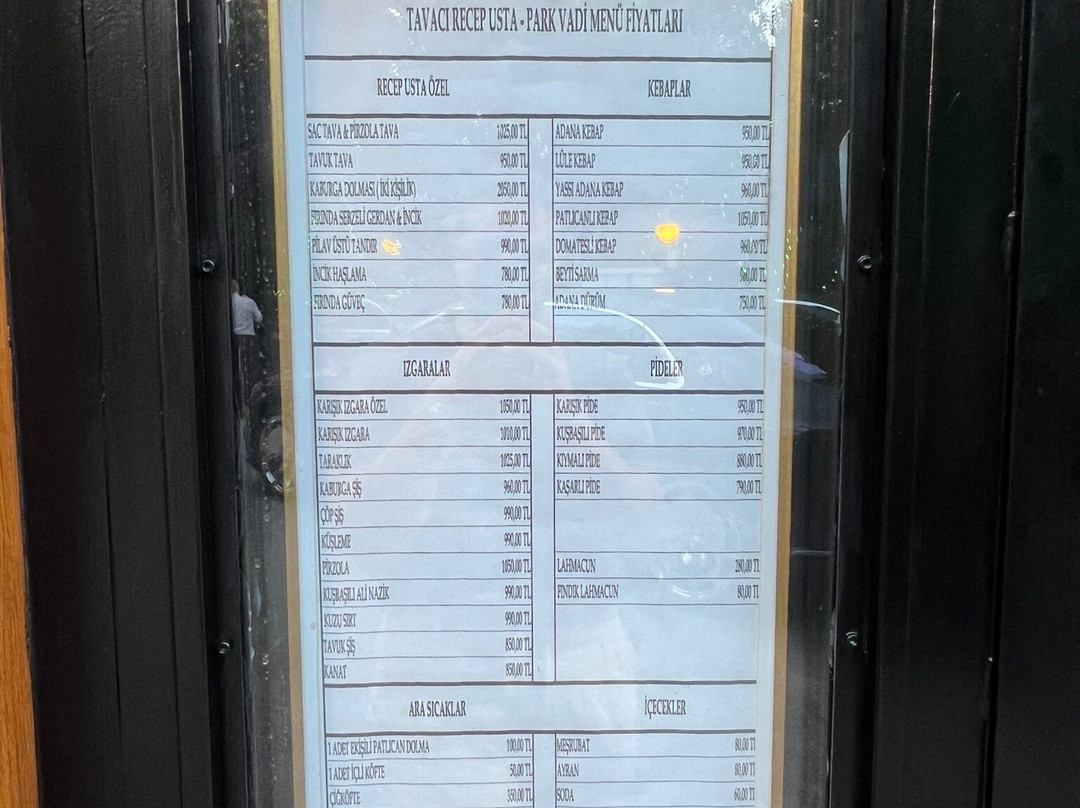 TAVACI RECEP USTA - PARK VADİ MENÜ FİYATLARI
RECEP USTA ÖZEL
SAC TAVA & PİRZOLA TAVA 1.025,00 TL
TAVUK TAVA 950,00 TL
KABURGA DOLMASI ( İKİ KİŞİLİK) 2050,00 TL
FIRINDA SEBZELİ GERDAN & İNCİK 1020,00 TL
PİLAV ÜSTÜ TANDIR 990,00 TL
İNCİK HAŞLAMA 780,00 TL
FIRINDA GÜVEÇ 780,00 TL
KEBAPLAR
ADANA KEBAP 950,00 TL
LÜLE KEBAP 950,00 TL
YASSI ADANA KEBAP 960,00 TL
PATLICANLI KEBAP 1050,00 TL
DOMATESLİ KEBAP 960,00 TL
BEYTİ SARMA TL
ADANA DÜRÜM 750,00 TL
IZGARALAR
KARIŞIK IZGARA ÖZEL 1050,00 TL
KARIŞIK IZGARA 1010,00 TL
TARAKLIK 1025,00 TL
KABURGA ŞİŞ 960,00 TL
ÇÖP ŞİŞ 990,00 TL
KÜŞLEME 990,00 TL
PİRZOLA 1050,00 TL
KUŞBAŞILI ALİ NAZİK 990,00 TL
KUZU SIRT 990,00 TL
TAVUK ŞİŞ 850,00 TL
KANAT 850,00 TL
PİDELER
KARIŞIK PİDE 950,00 TL
KUŞBAŞILI PİDE 970,00 TL
KIYMALI PİDE 880,00 TL
KAŞARLI PİDE 790,00 TL
LAHMACUN 280,00 TL
FINDIK LAHMACUN 80,00 TL
ARA SICAKLAR
1 ADET EKŞİLİ PATLICAN DOLMA 100,00 TL
1 ADET İÇLİ KÖFTE 50,00 TL
ÇİĞKÖFTE 350,00 TL
İÇECEKLER
MEŞRUBAT 80,00 TL
AYRAN 80,00 TL
SODA 60,00 TL